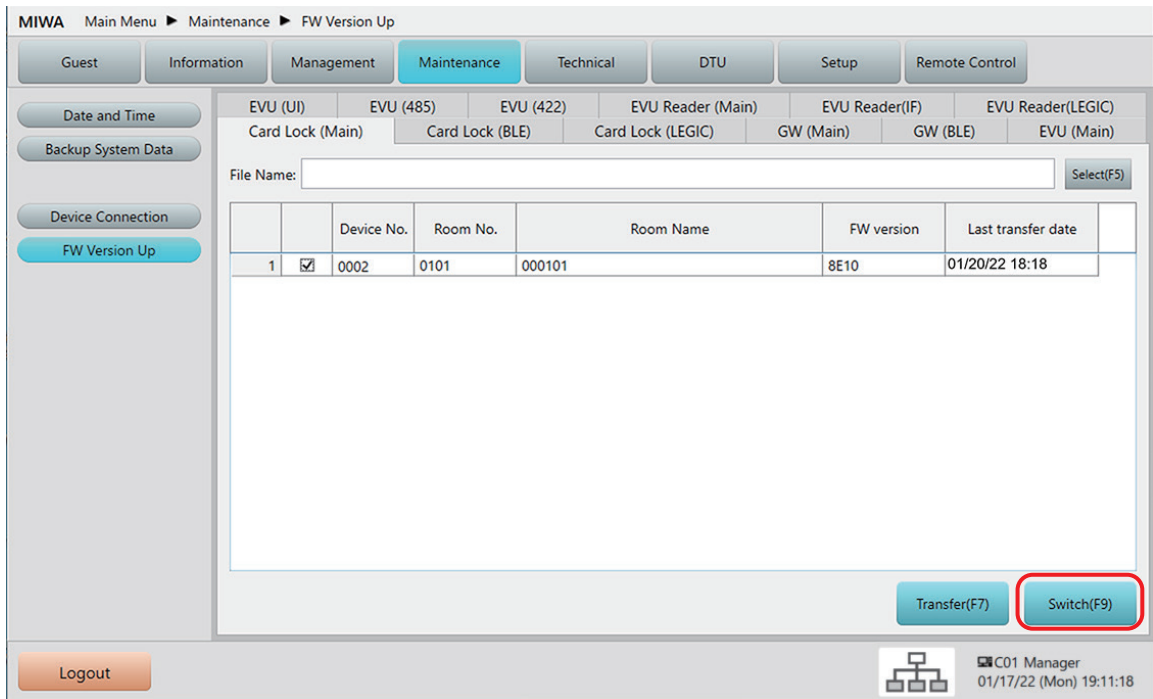 MIWA Main Menu ▶ Maintenance ▶ FW Version Up
Guest Information Management Maintenance Technical DTU Setup Remote Control
Date and Time
Backup System Data
Device Connection
FW Version Up
EVU (UI) EVU (485) EVU (422) EVU Reader (Main) EVU Reader(IF) EVU Reader(LEGIC)
Card Lock (Main) Card Lock (BLE) Card Lock (LEGIC) GW (Main) GW (BLE) EVU (Main)
File Name: Select(F5)
Device No. Room No. Room Name FW version Last transfer date
1 0002 0101 000101 8E10 01/20/22 18:18
Transfer(F7) Switch(F9)
Logout
C01 Manager
01/17/22 (Mon) 19:11:18